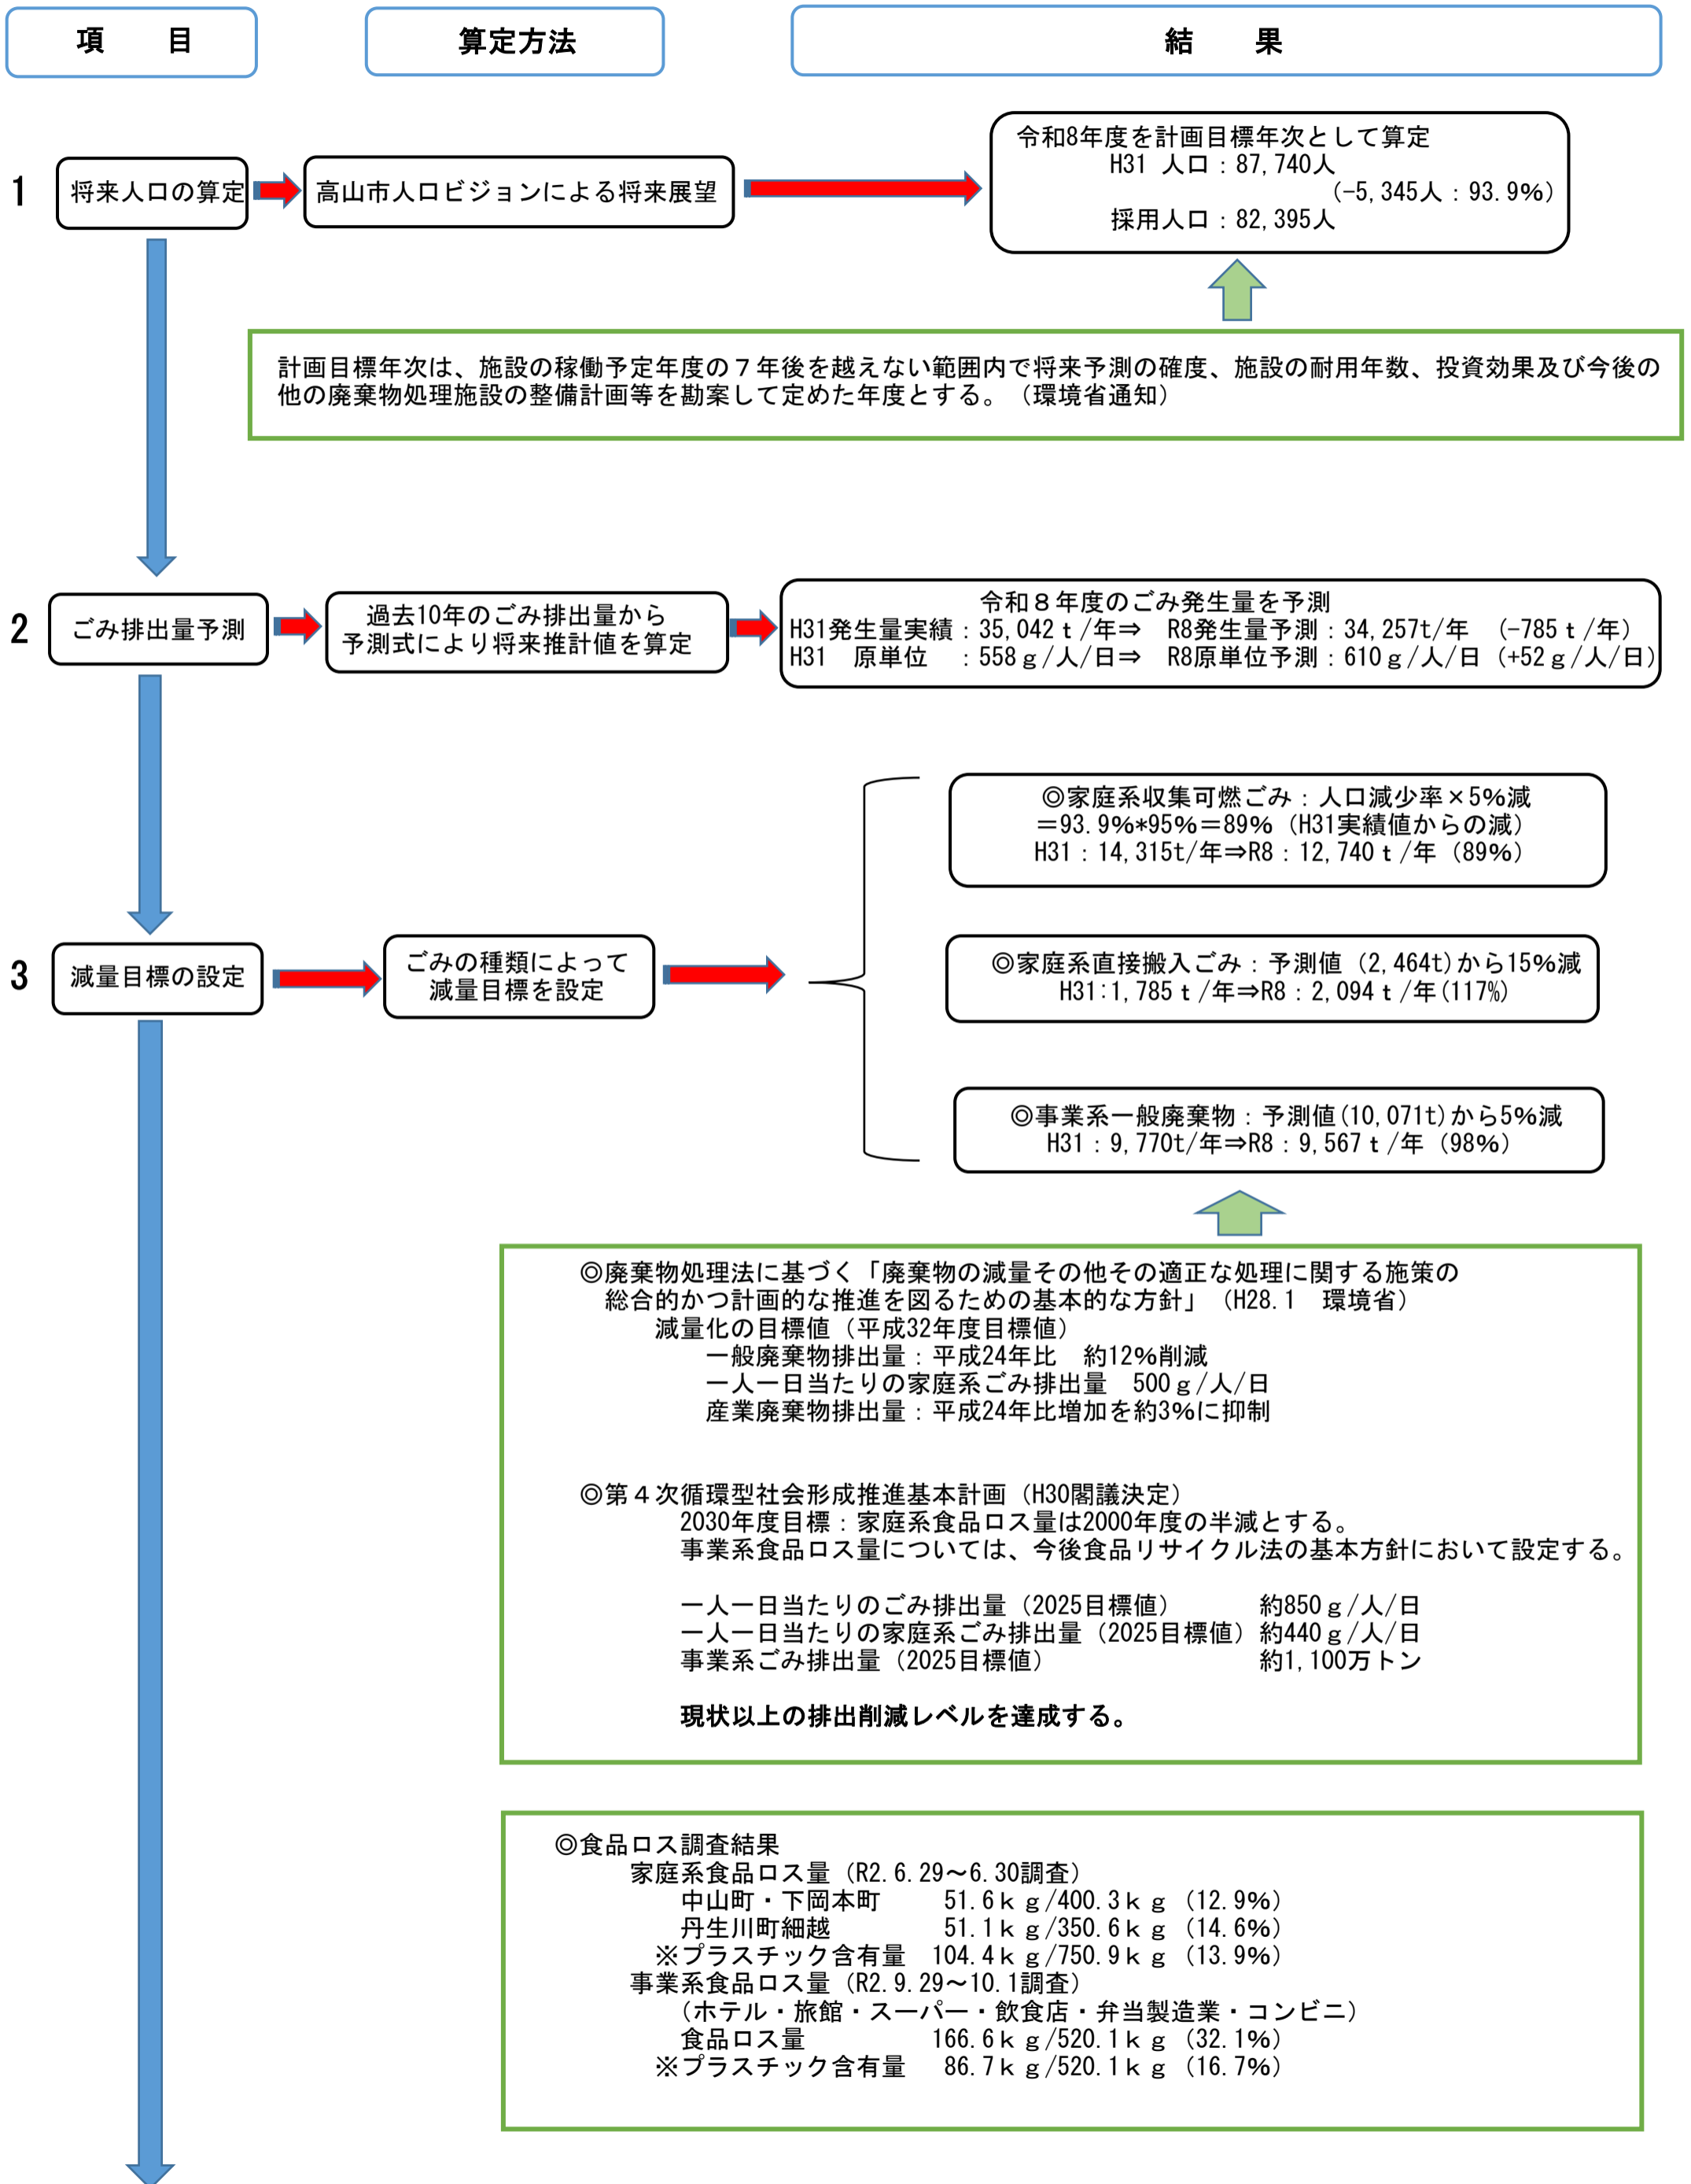 項　　目
算定方法
結　　果
1
将来人口の算定
高山市人口ビジョンによる将来展望
令和8年度を計画目標年次として算定
H31 人口：87,740人
(-5,345人：93.9%)
採用人口：82,395人
計画目標年次は、施設の稼働予定年度の７年後を越えない範囲内で将来予測の確度、施設の耐用年数、投資効果及び今後の
他の廃棄物処理施設の整備計画等を勘案して定めた年度とする。（環境省通知）
2
ごみ排出量予測
過去10年のごみ排出量から
予測式により将来推計値を算定
令和８年度のごみ発生量を予測
H31発生量実績：35,042ｔ/年⇒　R8発生量予測：34,257t/年　(-785ｔ/年)
H31　原単位　：558ｇ/人/日⇒　R8原単位予測：610ｇ/人/日 (+52ｇ/人/日)
3
減量目標の設定
ごみの種類によって
減量目標を設定
◎家庭系収集可燃ごみ：人口減少率×5%減
＝93.9%*95%＝89%（H31実績値からの減）
H31：14,315t/年⇒R8：12,740ｔ/年（89%）
◎家庭系直接搬入ごみ：予測値（2,464t)から15%減
H31:1,785ｔ/年⇒R8：2,094ｔ/年(117%)
◎事業系一般廃棄物：予測値(10,071t)から5%減
H31：9,770t/年⇒R8：9,567ｔ/年（98%）
◎廃棄物処理法に基づく「廃棄物の減量その他その適正な処理に関する施策の
総合的かつ計画的な推進を図るための基本的な方針」（H28.1　環境省）
減量化の目標値（平成32年度目標値）
一般廃棄物排出量：平成24年比　約12%削減
一人一日当たりの家庭系ごみ排出量　500ｇ/人/日
産業廃棄物排出量：平成24年比増加を約3%に抑制
◎第４次循環型社会形成推進基本計画（H30閣議決定）
2030年度目標：家庭系食品ロス量は2000年度の半減とする。
事業系食品ロス量については、今後食品リサイクル法の基本方針において設定する。
一人一日当たりのごみ排出量（2025目標値）　　　　約850ｇ/人/日
一人一日当たりの家庭系ごみ排出量（2025目標値）約440ｇ/人/日
事業系ごみ排出量（2025目標値）　　　　　　　　　約1,100万トン
現状以上の排出削減レベルを達成する。
◎食品ロス調査結果
家庭系食品ロス量（R2.6.29～6.30調査）
中山町・下岡本町　　51.6ｋｇ/400.3ｋｇ（12.9%）
丹生川町細越　　　　51.1ｋｇ/350.6ｋｇ（14.6%）
※プラスチック含有量　104.4ｋｇ/750.9ｋｇ（13.9%）
事業系食品ロス量（R2.9.29～10.1調査）
（ホテル・旅館・スーパー・飲食店・弁当製造業・コンビニ）
食品ロス量　　　　　166.6ｋｇ/520.1ｋｇ（32.1%）
※プラスチック含有量　86.7ｋｇ/520.1ｋｇ（16.7%）